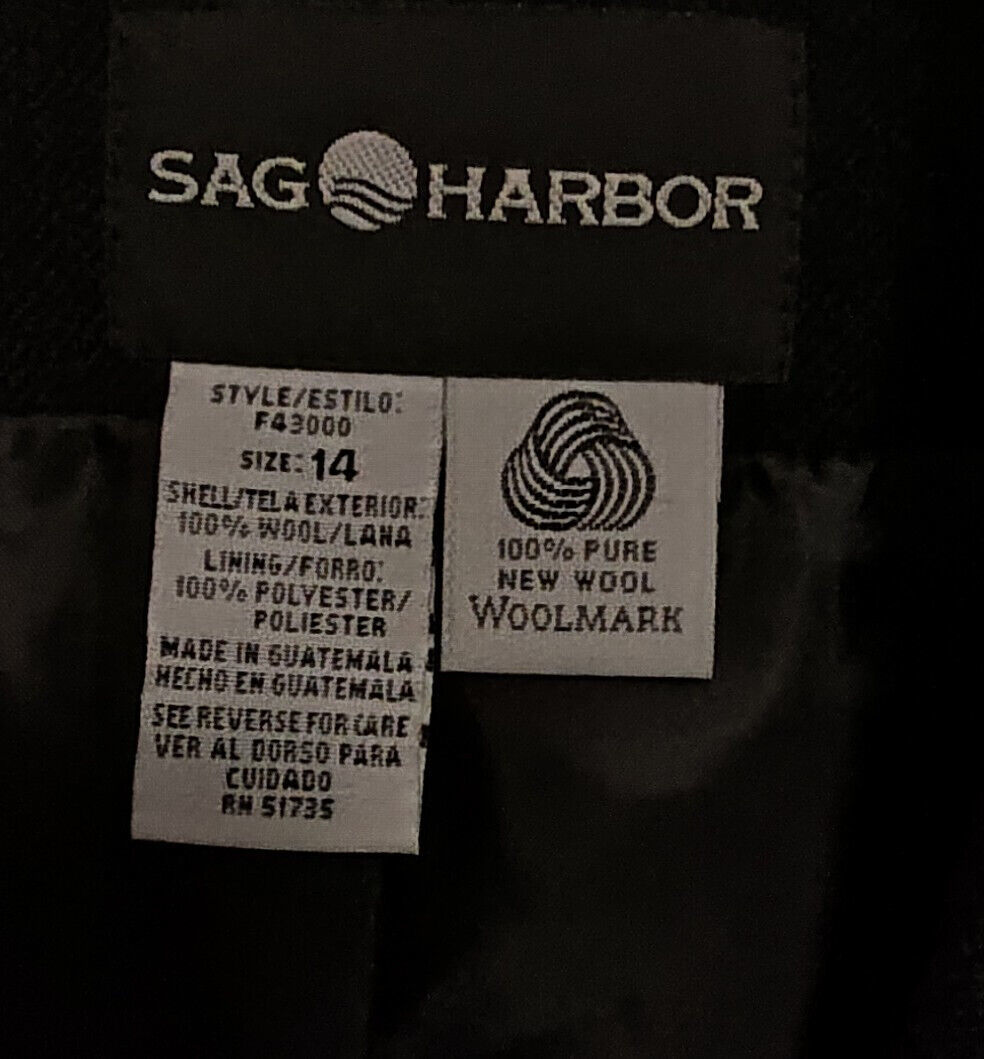 SAG HARBOR
STYLE/ESTILO:
F43000
SIZE: 14
SHELL/TELA EXTERIOR:
100% WOOL/LANA
LINING/FORRO:
100% POLYESTER/
POLIESTER
MADE IN GUATEMALA
HECHO EN GUATEMALA
SEE REVERSE FOR CARE
VER AL DORSO PARA
CUIDADO
RN 51735
100% PURE
NEW WOOL
WOOLMARK